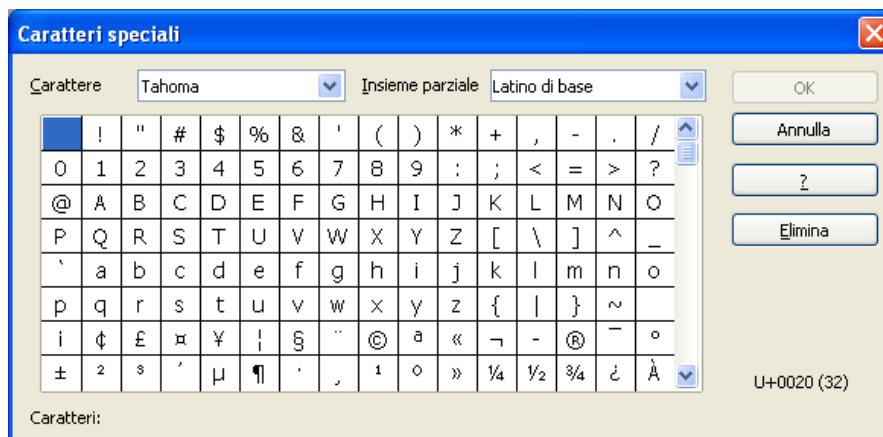 Caratteri speciali
Carattere Tahoma Insieme parziale Latino di base OK
! " # $ % & ' ( ) * + , - . / Annulla
0 1 2 3 4 5 6 7 8 9 : ; < = > ? ?
@ A B C D E F G H I J K L M N O
P Q R S T U V W X Y Z [ \ ] ^ _ Elimina
` a b c d e f g h i j k l m n o
p q r s t u v w x y z { | } ~
¡ ¢ £ ¤ ¥ ¦ § ¨ © ª « ¬ - ® ¯ °
± ² ³ ´ µ ¶ · ¸ ¹ º » ¼ ½ ¾ ¿ À U+0020 (32)
Caratteri: